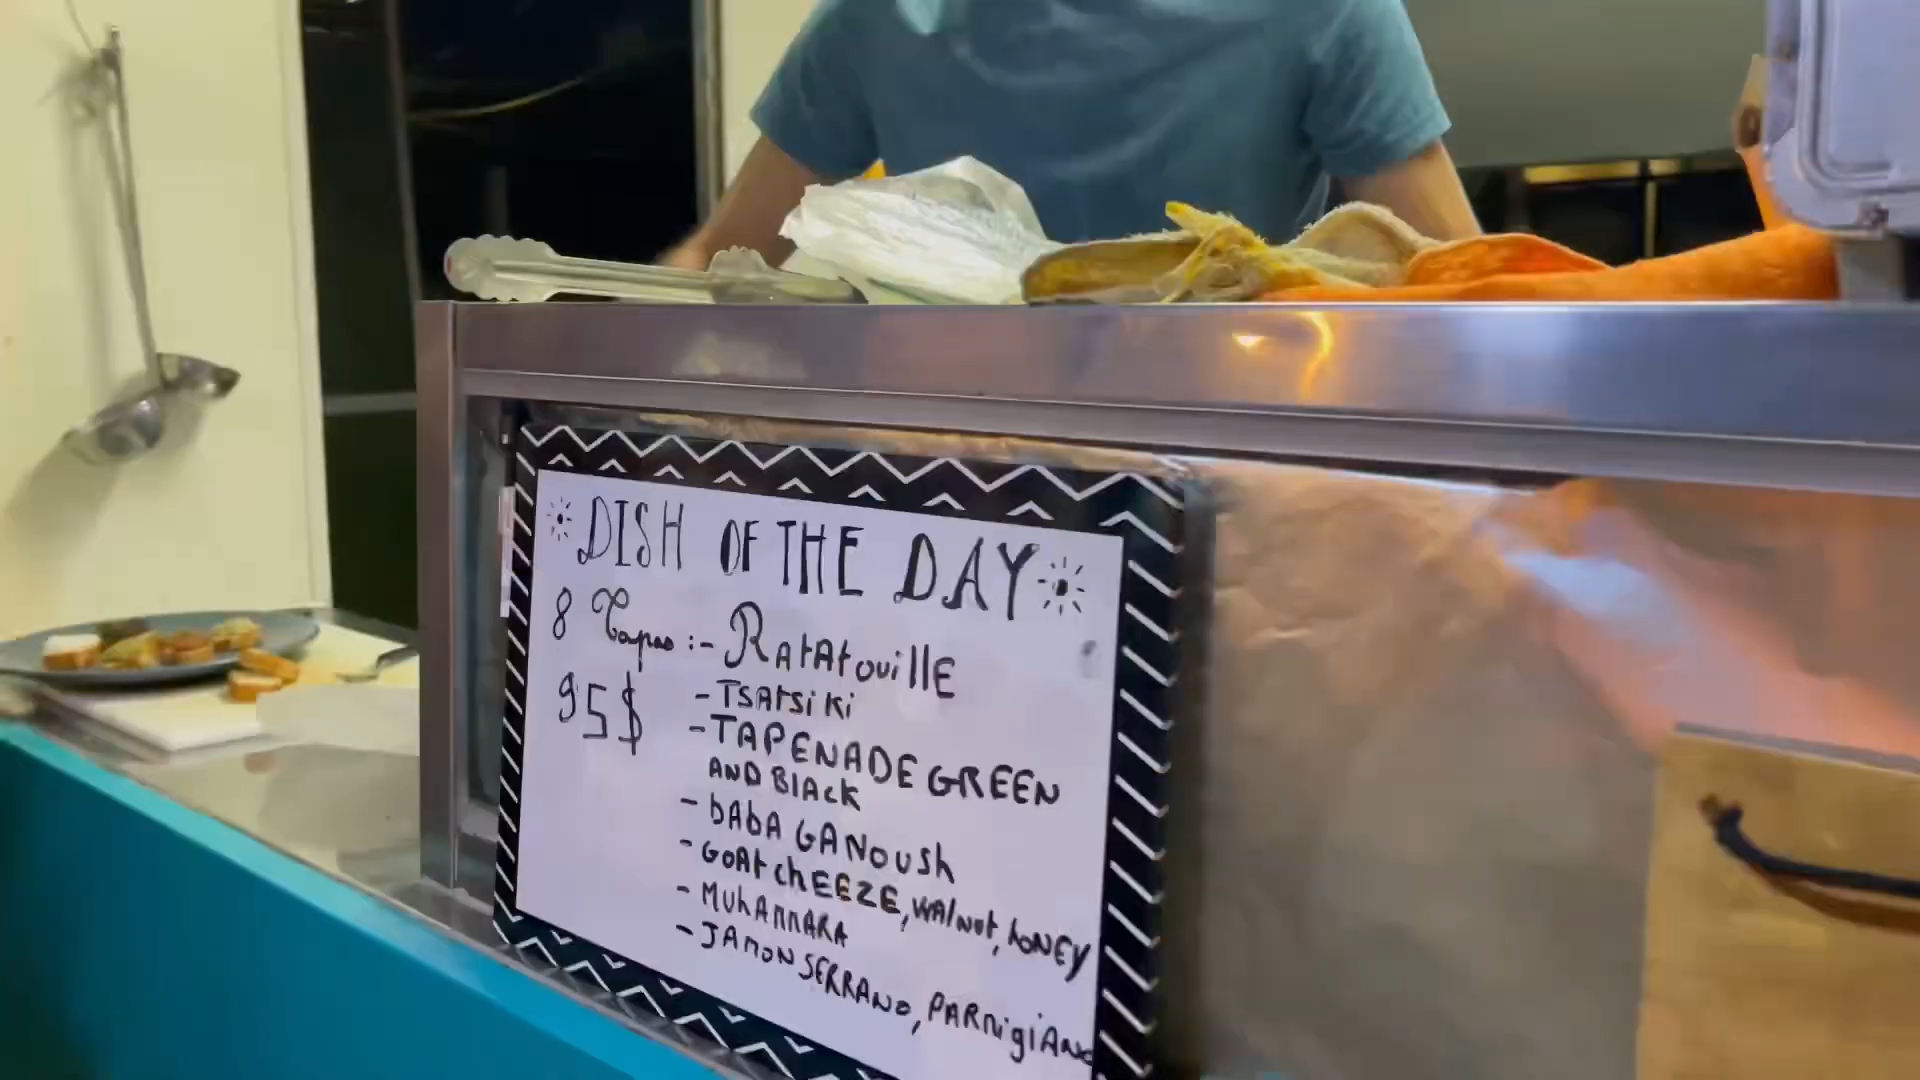 DISH OF THE DAY
8 Tapas :- RATATOUILLE
95$ - TSATSIKI
- TAPENADE GREEN
AND BLACK
- BABA GANOUSH
- GOAT CHEEZE, WALNUT, HONEY
- MUHAMMARA
- JAMON SERRANO, PARMIGIANO